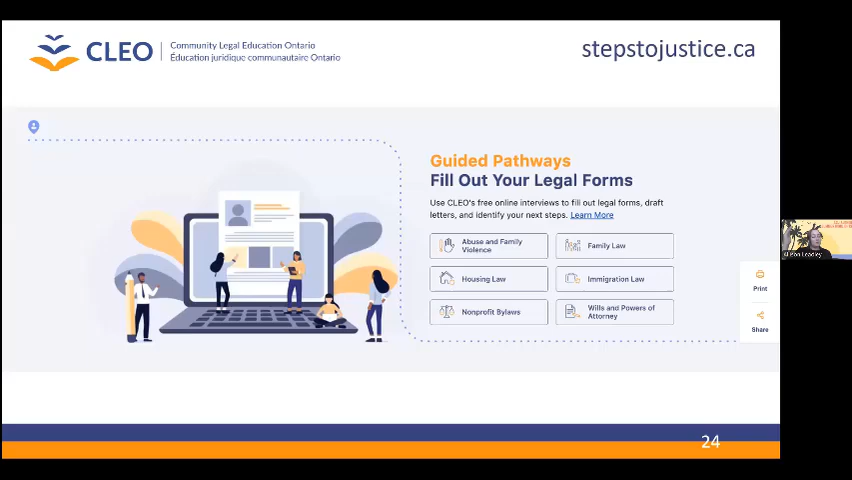 CLEO
Community Legal Education Ontario
Éducation juridique communautaire Ontario
stepstojustice.ca
Guided Pathways
Fill Out Your Legal Forms
Use CLEO's free online interviews to fill out legal forms, draft
letters, and identify your next steps. Learn More
Abuse and Family
Violence
Family Law
Housing Law
Immigration Law
Nonprofit Bylaws
Wills and Powers of
Attorney
Print
Share
24